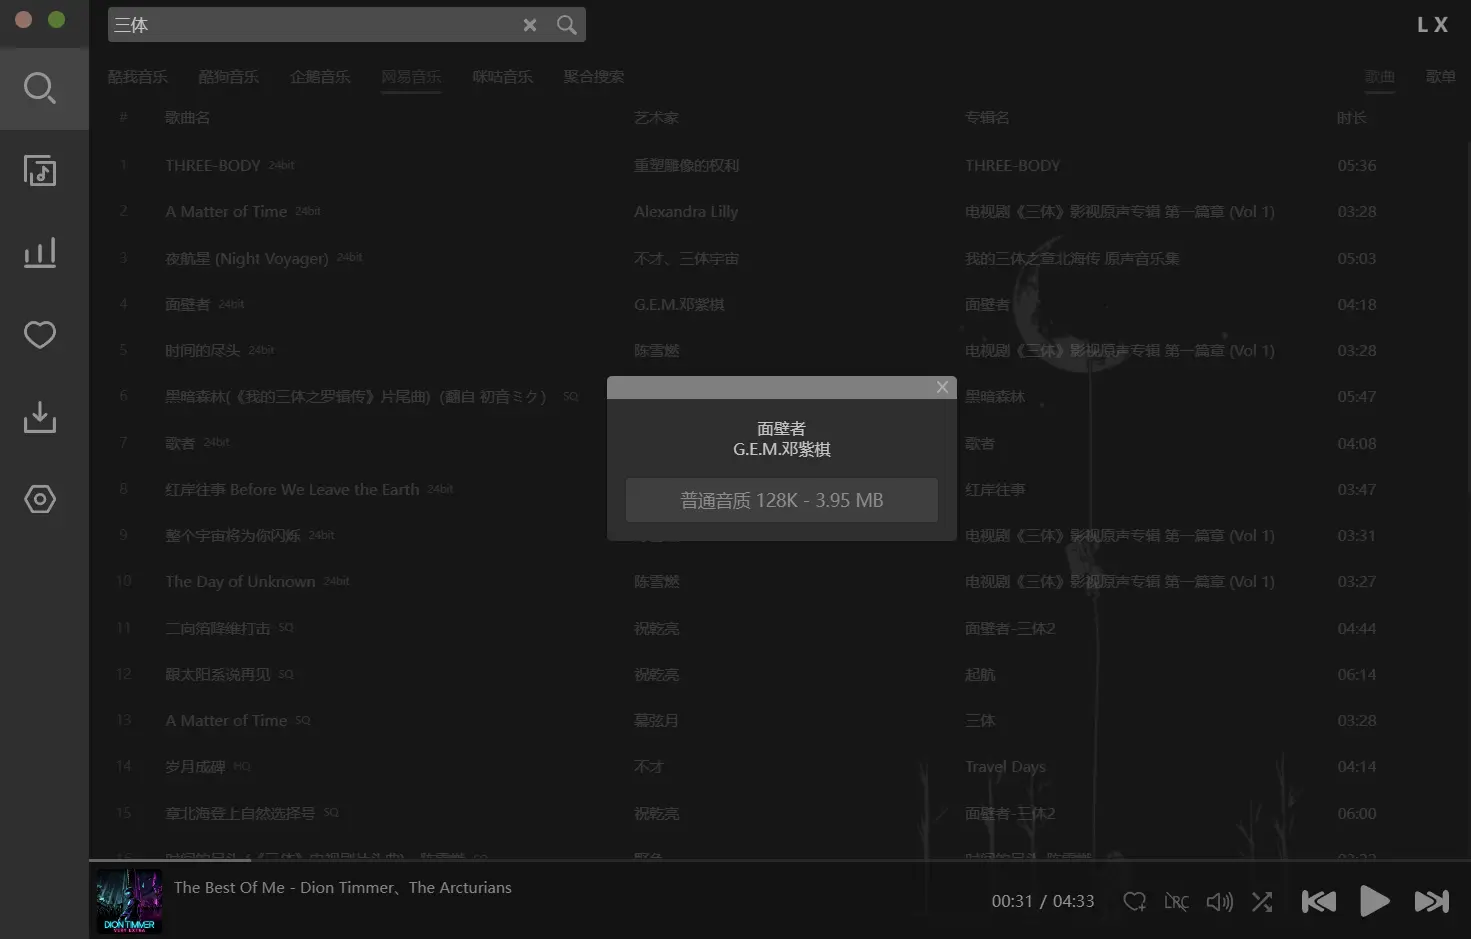 三体
L X
酷我音乐 酷狗音乐 企鹅音乐 网易音乐 咪咕音乐 聚合搜索 歌曲 歌单
# 歌曲名 艺术家 专辑名 时长
1 THREE-BODY 24bit 重塑雕像的权利 THREE-BODY 05:36
2 A Matter of Time 24bit Alexandra Lilly 电视剧《三体》影视原声专辑 第一篇章 (Vol 1) 03:28
3 夜航星 (Night Voyager) 24bit 不才、三体宇宙 我的三体之章北海传 原声音乐集 05:03
4 面壁者 24bit G.E.M.邓紫棋 面壁者 04:18
5 时间的尽头 24bit 陈雪燃 电视剧《三体》影视原声专辑 第一篇章 (Vol 1) 03:28
6 黑暗森林(《我的三体之罗辑传》片尾曲)（翻自 初音ミク） SQ 黑暗森林 05:47
7 歌者 24bit 歌者 04:08
8 红岸往事 Before We Leave the Earth 24bit 红岸往事 03:47
9 整个宇宙将为你闪烁 24bit 电视剧《三体》影视原声专辑 第一篇章 (Vol 1) 03:31
10 The Day of Unknown 24bit 陈雪燃 电视剧《三体》影视原声专辑 第一篇章 (Vol 1) 03:27
11 二向箔降维打击 SQ 祝乾亮 面壁者-三体2 04:44
12 跟太阳系说再见 SQ 祝乾亮 起航 06:14
13 A Matter of Time SQ 暮弦月 三体 03:28
14 岁月成碑 HQ 不才 Travel Days 04:14
15 章北海登上自然选择号 SQ 祝乾亮 面壁者-三体2 06:00
面壁者
G.E.M.邓紫棋
普通音质 128K - 3.95 MB
The Best Of Me - Dion Timmer、The Arcturians
DION TIMMER
VERY EXTRA
00:31 / 04:33
LRC